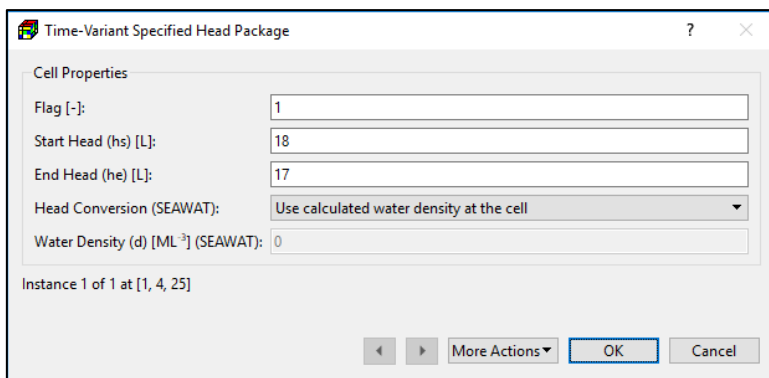 Time-Variant Specified Head Package ?
Cell Properties
Flag [-]: 1
Start Head (hs) [L]: 18
End Head (he) [L]: 17
Head Conversion (SEAWAT): Use calculated water density at the cell
Water Density (d) [ML⁻³] (SEAWAT): 0
Instance 1 of 1 at [1, 4, 25]
More Actions OK Cancel